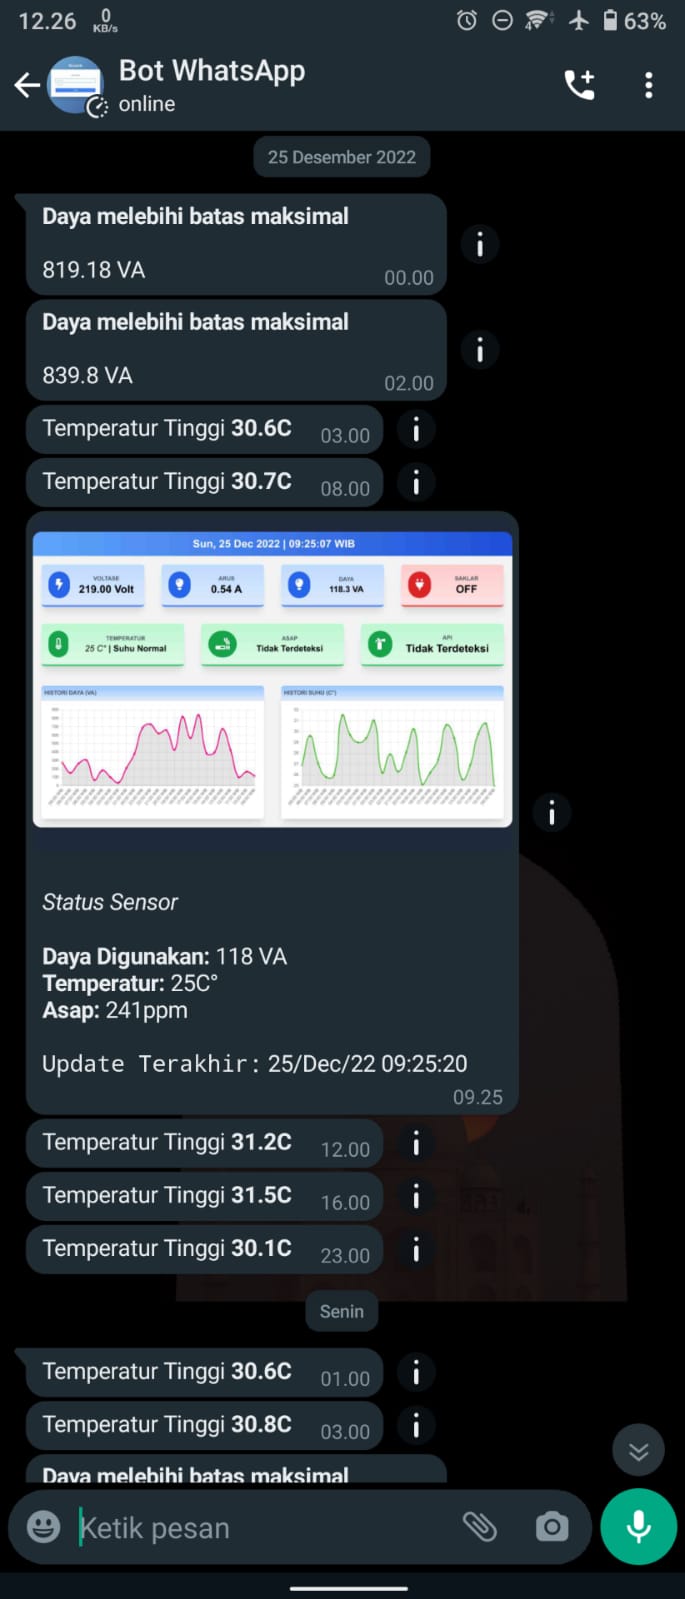 12.26 0 KB/s 4 63%
Bot WhatsApp
online
25 Desember 2022
Daya melebihi batas maksimal
819.18 VA 00.00
Daya melebihi batas maksimal
839.8 VA 02.00
Temperatur Tinggi 30.6C 03.00
Temperatur Tinggi 30.7C 08.00
Sun, 25 Dec 2022 | 09:25:07 WIB
VOLTASE ARUS DAYA SAKLAR
219.00 Volt 0.54 A 118.3 VA OFF
TEMPERATUR ASAP API
25 C° | Suhu Normal Tidak Terdeteksi Tidak Terdeteksi
HISTORI DAYA (VA) HISTORI SUHU (C°)
Status Sensor
Daya Digunakan: 118 VA
Temperatur: 25C°
Asap: 241ppm
Update Terakhir: 25/Dec/22 09:25:20
09.25
Temperatur Tinggi 31.2C 12.00
Temperatur Tinggi 31.5C 16.00
Temperatur Tinggi 30.1C 23.00
Senin
Temperatur Tinggi 30.6C 01.00
Temperatur Tinggi 30.8C 03.00
Daya melebihi batas maksimal
Ketik pesan